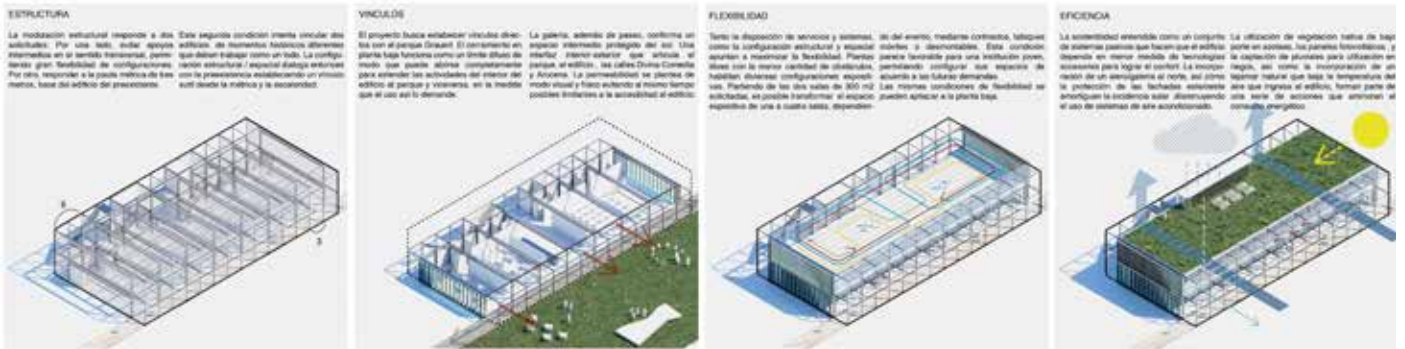 ESTRUCTURA
La modulación estructural responde a dos
solicitudes: Por una lado, evitar apoyos
intermedios en el sentido transversal, permi-
tiendo gran flexibilidad de configuraciones.
Por otro, responder a la pauta métrica de tres
metros, base del edificio del preexistente.
Esta segunda condición intenta vincular dos
edificios de momentos históricos diferentes
que deben trabajar como un todo. La configu-
ración estructural / espacial dialoga entonces
con la preexistencia estableciendo un vínculo
sutil desde la métrica y la escalaridad.
6
3
VINCULOS
El proyecto busca establecer vínculos direc-
tos con el parque Grauert. El cerramiento en
planta baja funciona como un límite difuso de
modo que puede abrirse completamente
para extender las actividades del interior del
edificio al parque y viceversa, en la medida
que el uso así lo demande.
La galería, además de paseo, conforma un
espacio intermedio protegido del sol. Una
interfaz interior-exterior que articula el
parque, el edificio , las calles Divina Comedia
y Arocena. La permeabilidad se plantea de
modo visual y físico evitando al mismo tiempo
posibles limitantes a la accesibilidad al edificio.
FLEXIBILIDAD
Tanto la disposición de servicios y sistemas,
como la configuración estructural y espacial
apuntan a maximizar la flexibilidad. Plantas
libres con la menor cantidad de obstáculos,
habilitan diversas configuraciones expositi-
vas. Partiendo de las dos salas de 300 m2
solicitadas, es posible transformar el espacio
expositivo de una a cuatro salas, dependien-
do del evento, mediante cortinados, tabiques
móviles o desmontables. Esta condición
parece favorable para una institución joven,
permitiendo configurar sus espacios de
acuerdo a las futuras demandas.
Las mismas condiciones de flexibilidad se
pueden aplicar a la planta baja.
EFICIENCIA
La sostenibilidad entendida como un conjunto
de sistemas pasivos que hacen que el edificio
dependa en menor medida de tecnologías
accesorias para lograr el confort. La incorpo-
ración de un alero/galería al norte, así como
la protección de las fachadas este/oeste
amortiguan la incidencia solar disminuyendo
el uso de sistemas de aire acondicionado.
La utilización de vegetación nativa de bajo
porte en azoteas, los paneles fotovoltaicos , y
la captación de pluviales para utilización en
riegos, así como la incorporación de un
tajamar natural que baja la temperatura del
aire que ingresa al edificio, forman parte de
una serie de acciones que aminoran el
consumo energético.